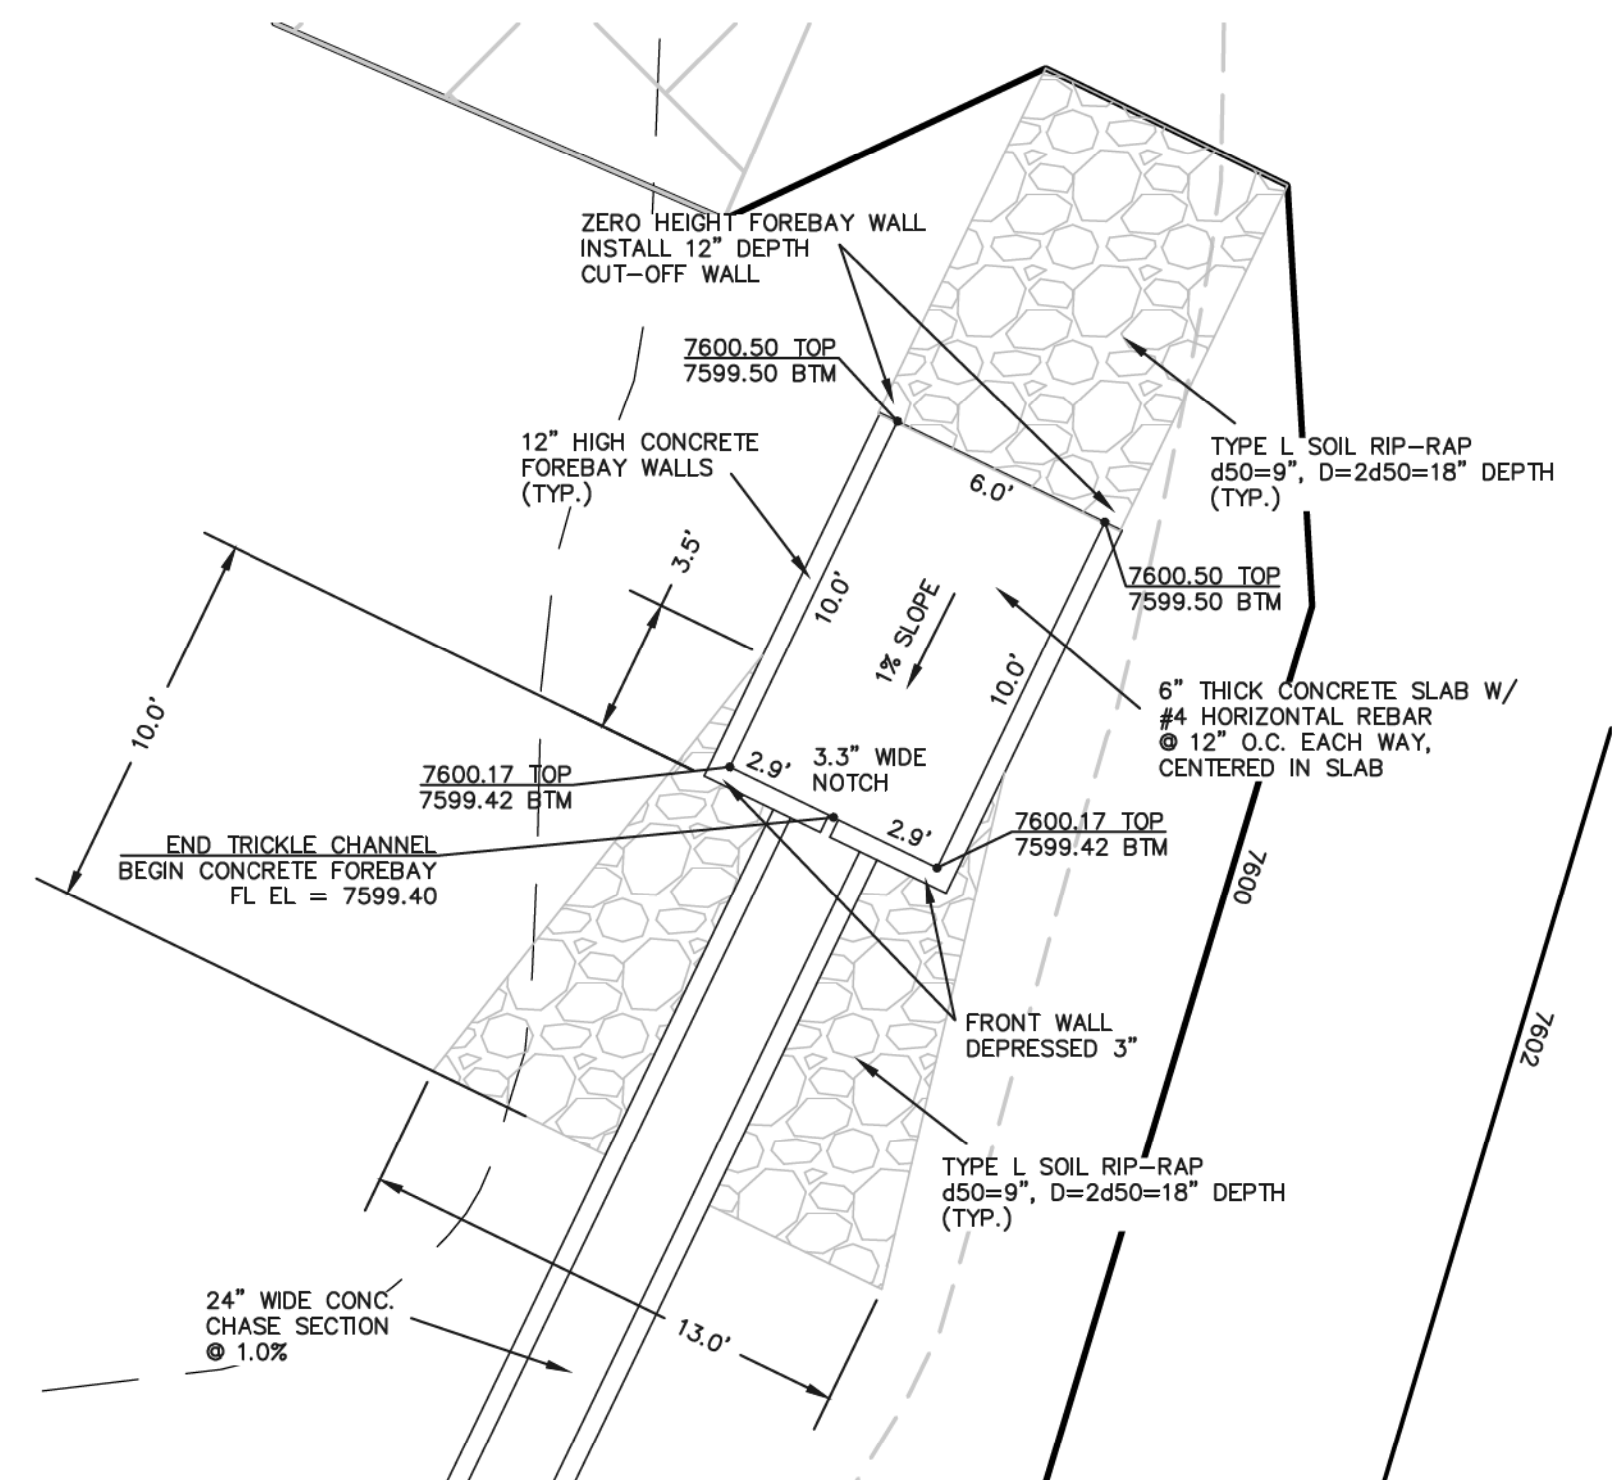 ZERO HEIGHT FOREBAY WALL
INSTALL 12” DEPTH
CUT–OFF WALL
7600.50 TOP
7599.50 BTM
12” HIGH CONCRETE
FOREBAY WALLS
(TYP.)
TYPE L SOIL RIP–RAP
d50=9”, D=2d50=18” DEPTH
(TYP.)
6.0’
3.5’
10.0’
7600.50 TOP
7599.50 BTM
1% SLOPE
10.0’
6” THICK CONCRETE SLAB W/
#4 HORIZONTAL REBAR
@ 12” O.C. EACH WAY,
CENTERED IN SLAB
10.0’
2.9’
3.3” WIDE
NOTCH
7600.17 TOP
7599.42 BTM
2.9’
7600.17 TOP
7599.42 BTM
END TRICKLE CHANNEL
BEGIN CONCRETE FOREBAY
FL EL = 7599.40
7600
FRONT WALL
DEPRESSED 3”
7602
TYPE L SOIL RIP–RAP
d50=9”, D=2d50=18” DEPTH
(TYP.)
24” WIDE CONC.
CHASE SECTION
@ 1.0%
13.0’